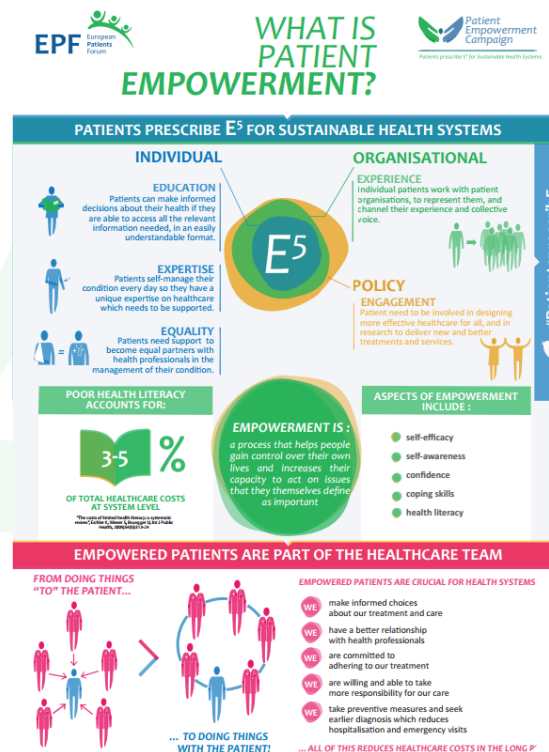 EPF
European
Patients
Forum
WHAT IS
PATIENT
EMPOWERMENT?
Patient
Empowerment
Campaign
Patients prescribe E⁵ for Sustainable Health Systems
PATIENTS PRESCRIBE E⁵ FOR SUSTAINABLE HEALTH SYSTEMS
INDIVIDUAL
EDUCATION
Patients can make informed
decisions about their health if they
are able to access all the relevant
information needed, in an easily
understandable format.
EXPERTISE
Patients self-manage their
condition every day so they have a
unique expertise on healthcare
which needs to be supported.
EQUALITY
Patients need support to
become equal partners with
health professionals in the
management of their condition.
=
E⁵
ORGANISATIONAL
EXPERIENCE
Individual patients work with patient
organisations, to represent them, and
channel their experience and collective
voice.
POLICY
ENGAGEMENT
Patient need to be involved in designing
more effective healthcare for all, and in
research to deliver new and better
treatments and services.
POOR HEALTH LITERACY
ACCOUNTS FOR:
3-5 %
OF TOTAL HEALTHCARE COSTS
AT SYSTEM LEVEL
EMPOWERMENT IS :
a process that helps people
gain control over their own
lives and increases their
capacity to act on issues
that they themselves define
as important
ASPECTS OF EMPOWERMENT
INCLUDE :
self-efficacy
self-awareness
confidence
coping skills
health literacy
EMPOWERED PATIENTS ARE PART OF THE HEALTHCARE TEAM
FROM DOING THINGS
"TO" THE PATIENT...
... TO DOING THINGS
WITH THE PATIENT!
EMPOWERED PATIENTS ARE CRUCIAL FOR HEALTH SYSTEMS
WE make informed choices
about our treatment and care
WE have a better relationship
with health professionals
WE are committed to
adhering to our treatment
WE are willing and able to take
more responsibility for our care
WE take preventive measures and seek
earlier diagnosis which reduces
hospitalisation and emergency visits
... ALL OF THIS REDUCES HEALTHCARE COSTS IN THE LONG